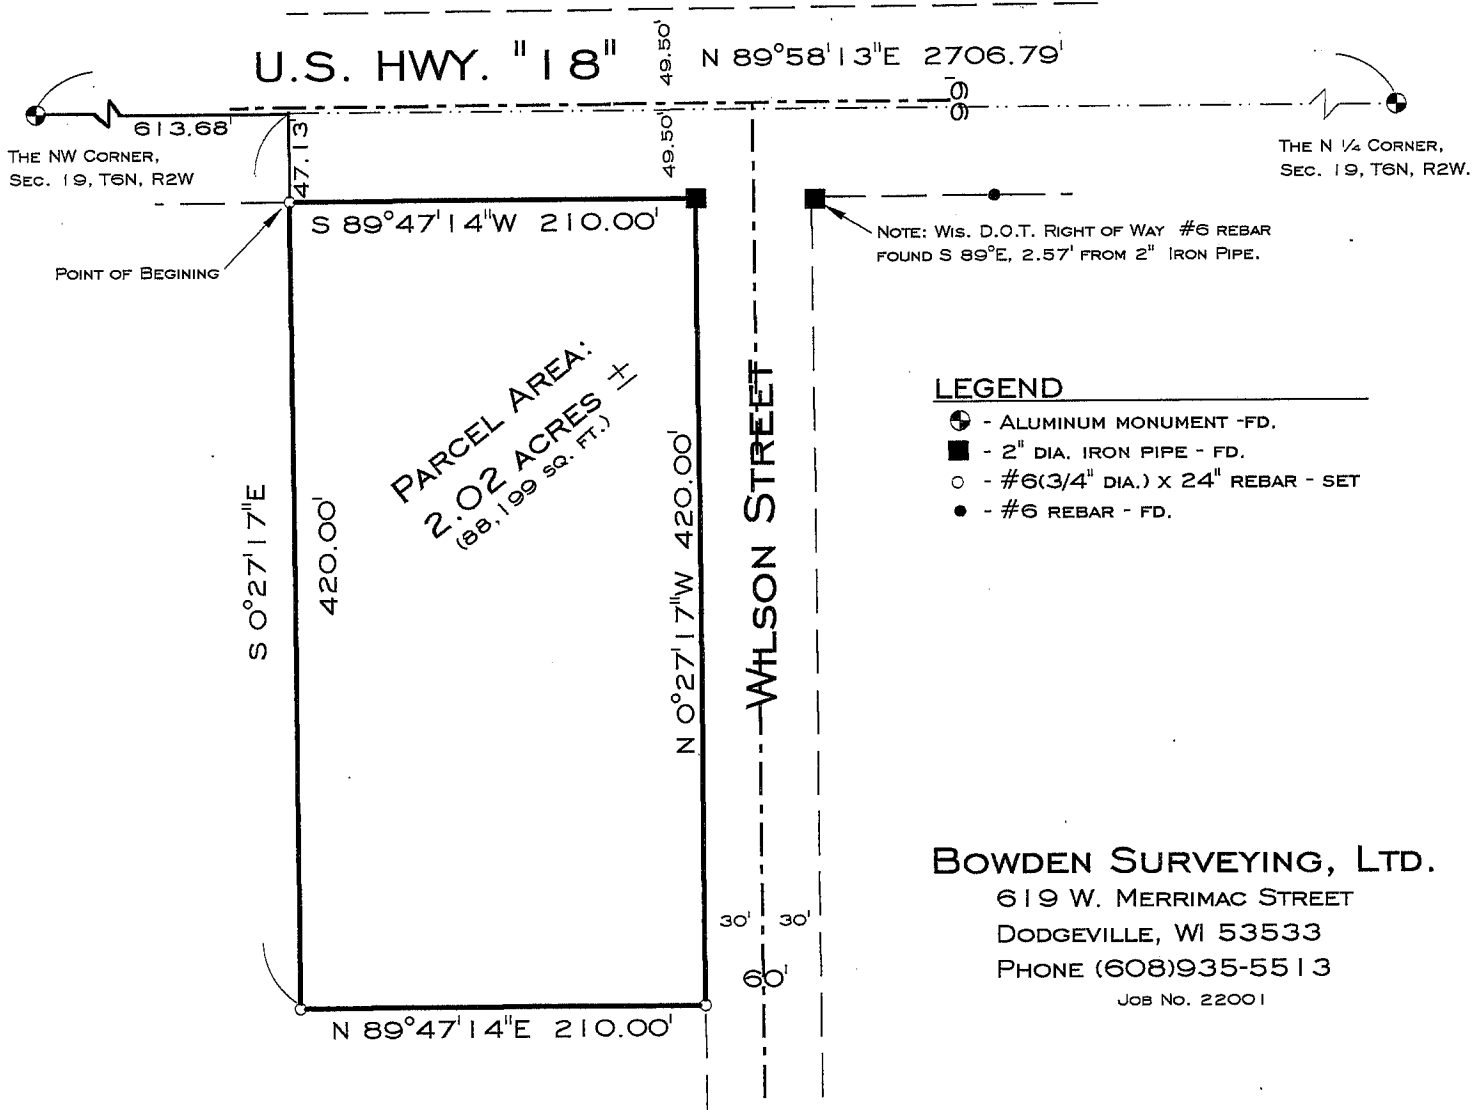 U.S. HWY. "18"
49.50'
N 89°58'13"E 2706.79'
99'
613.68'
47.13'
49.50'
THE NW CORNER,
SEC. 19, T6N, R2W
THE N 1/4 CORNER,
SEC. 19, T6N, R2W.
S 89°47'14"W 210.00'
NOTE: WIS. D.O.T. RIGHT OF WAY #6 REBAR
FOUND S 89°E, 2.57' FROM 2" IRON PIPE.
POINT OF BEGINING
PARCEL AREA:
2.02 ACRES ±
(88,199 SQ. FT.)
LEGEND
- ALUMINUM MONUMENT -FD.
- 2" DIA. IRON PIPE - FD.
- #6(3/4" DIA.) X 24" REBAR - SET
- #6 REBAR - FD.
S 0°27'17"E
420.00'
N 0°27'17"W 420.00'
WILSON STREET
BOWDEN SURVEYING, LTD.
619 W. MERRIMAC STREET
DODGEVILLE, WI 53533
PHONE (608)935-5513
JOB NO. 22001
30' 30'
60'
N 89°47'14"E 210.00'